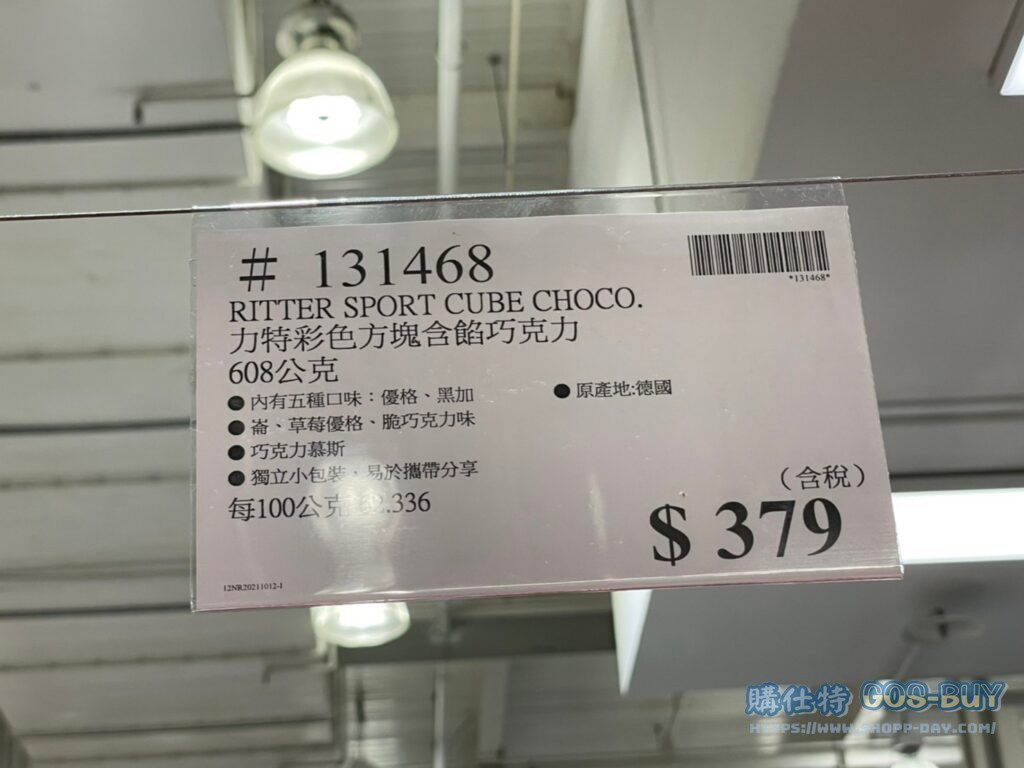 # 131468
*131468*
RITTER SPORT CUBE CHOCO.
力特彩色方塊含餡巧克力
608公克
● 內有五種口味：優格、黑加
● 原產地:德國
● 崙、草莓優格、脆巧克力味
● 巧克力慕斯
● 獨立小包裝，易於攜帶分享
每100公克 62.336
（含稅）
$ 379
12NR20211012-1
購仕特 GOS-BUY
HTTPS://WWW.SHOPP-DAY.COM/